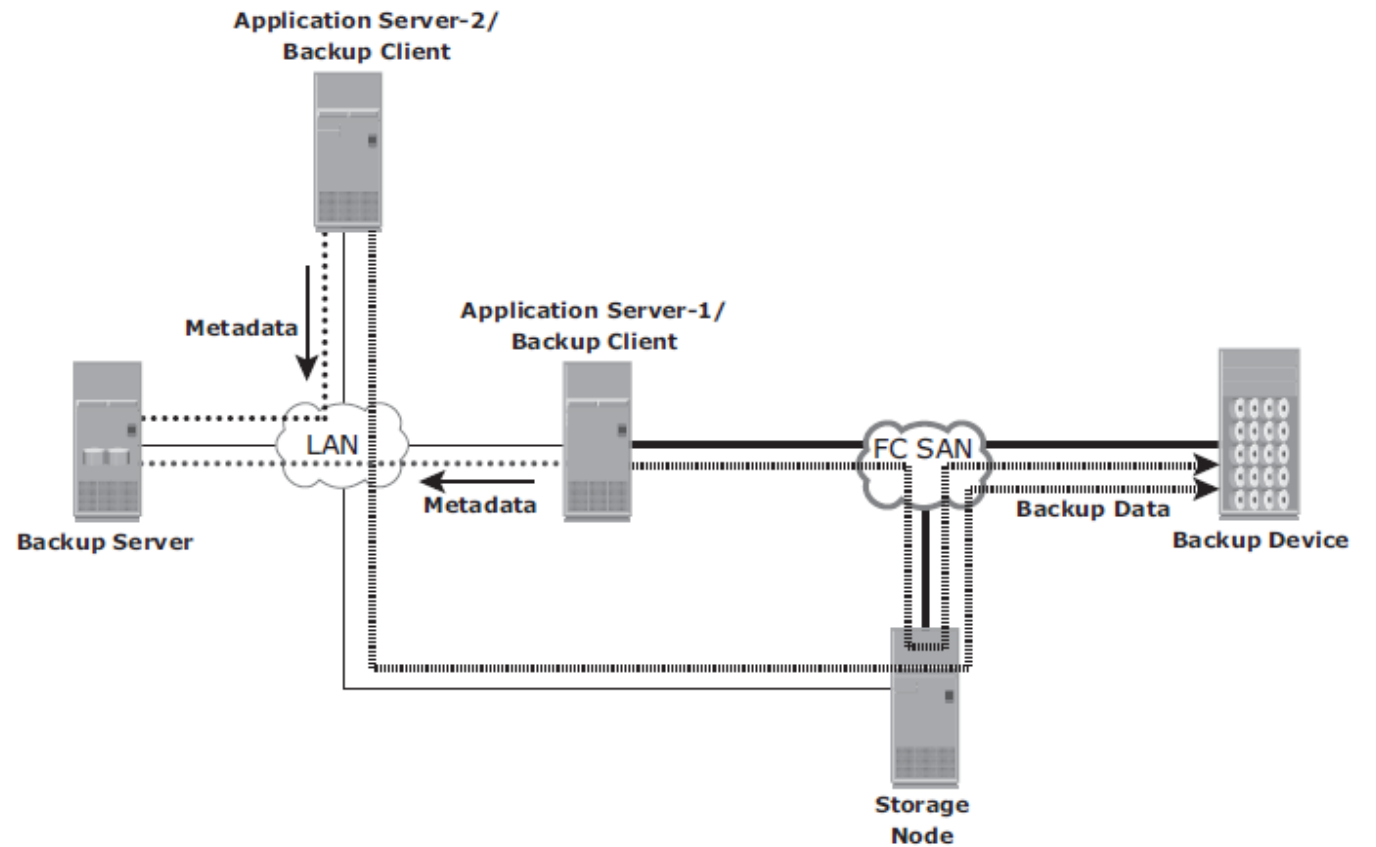 Application Server-2/
Backup Client
Metadata
Application Server-1/
Backup Client
LAN
FC SAN
Metadata
Backup Data
Backup Server
Backup Device
Storage
Node